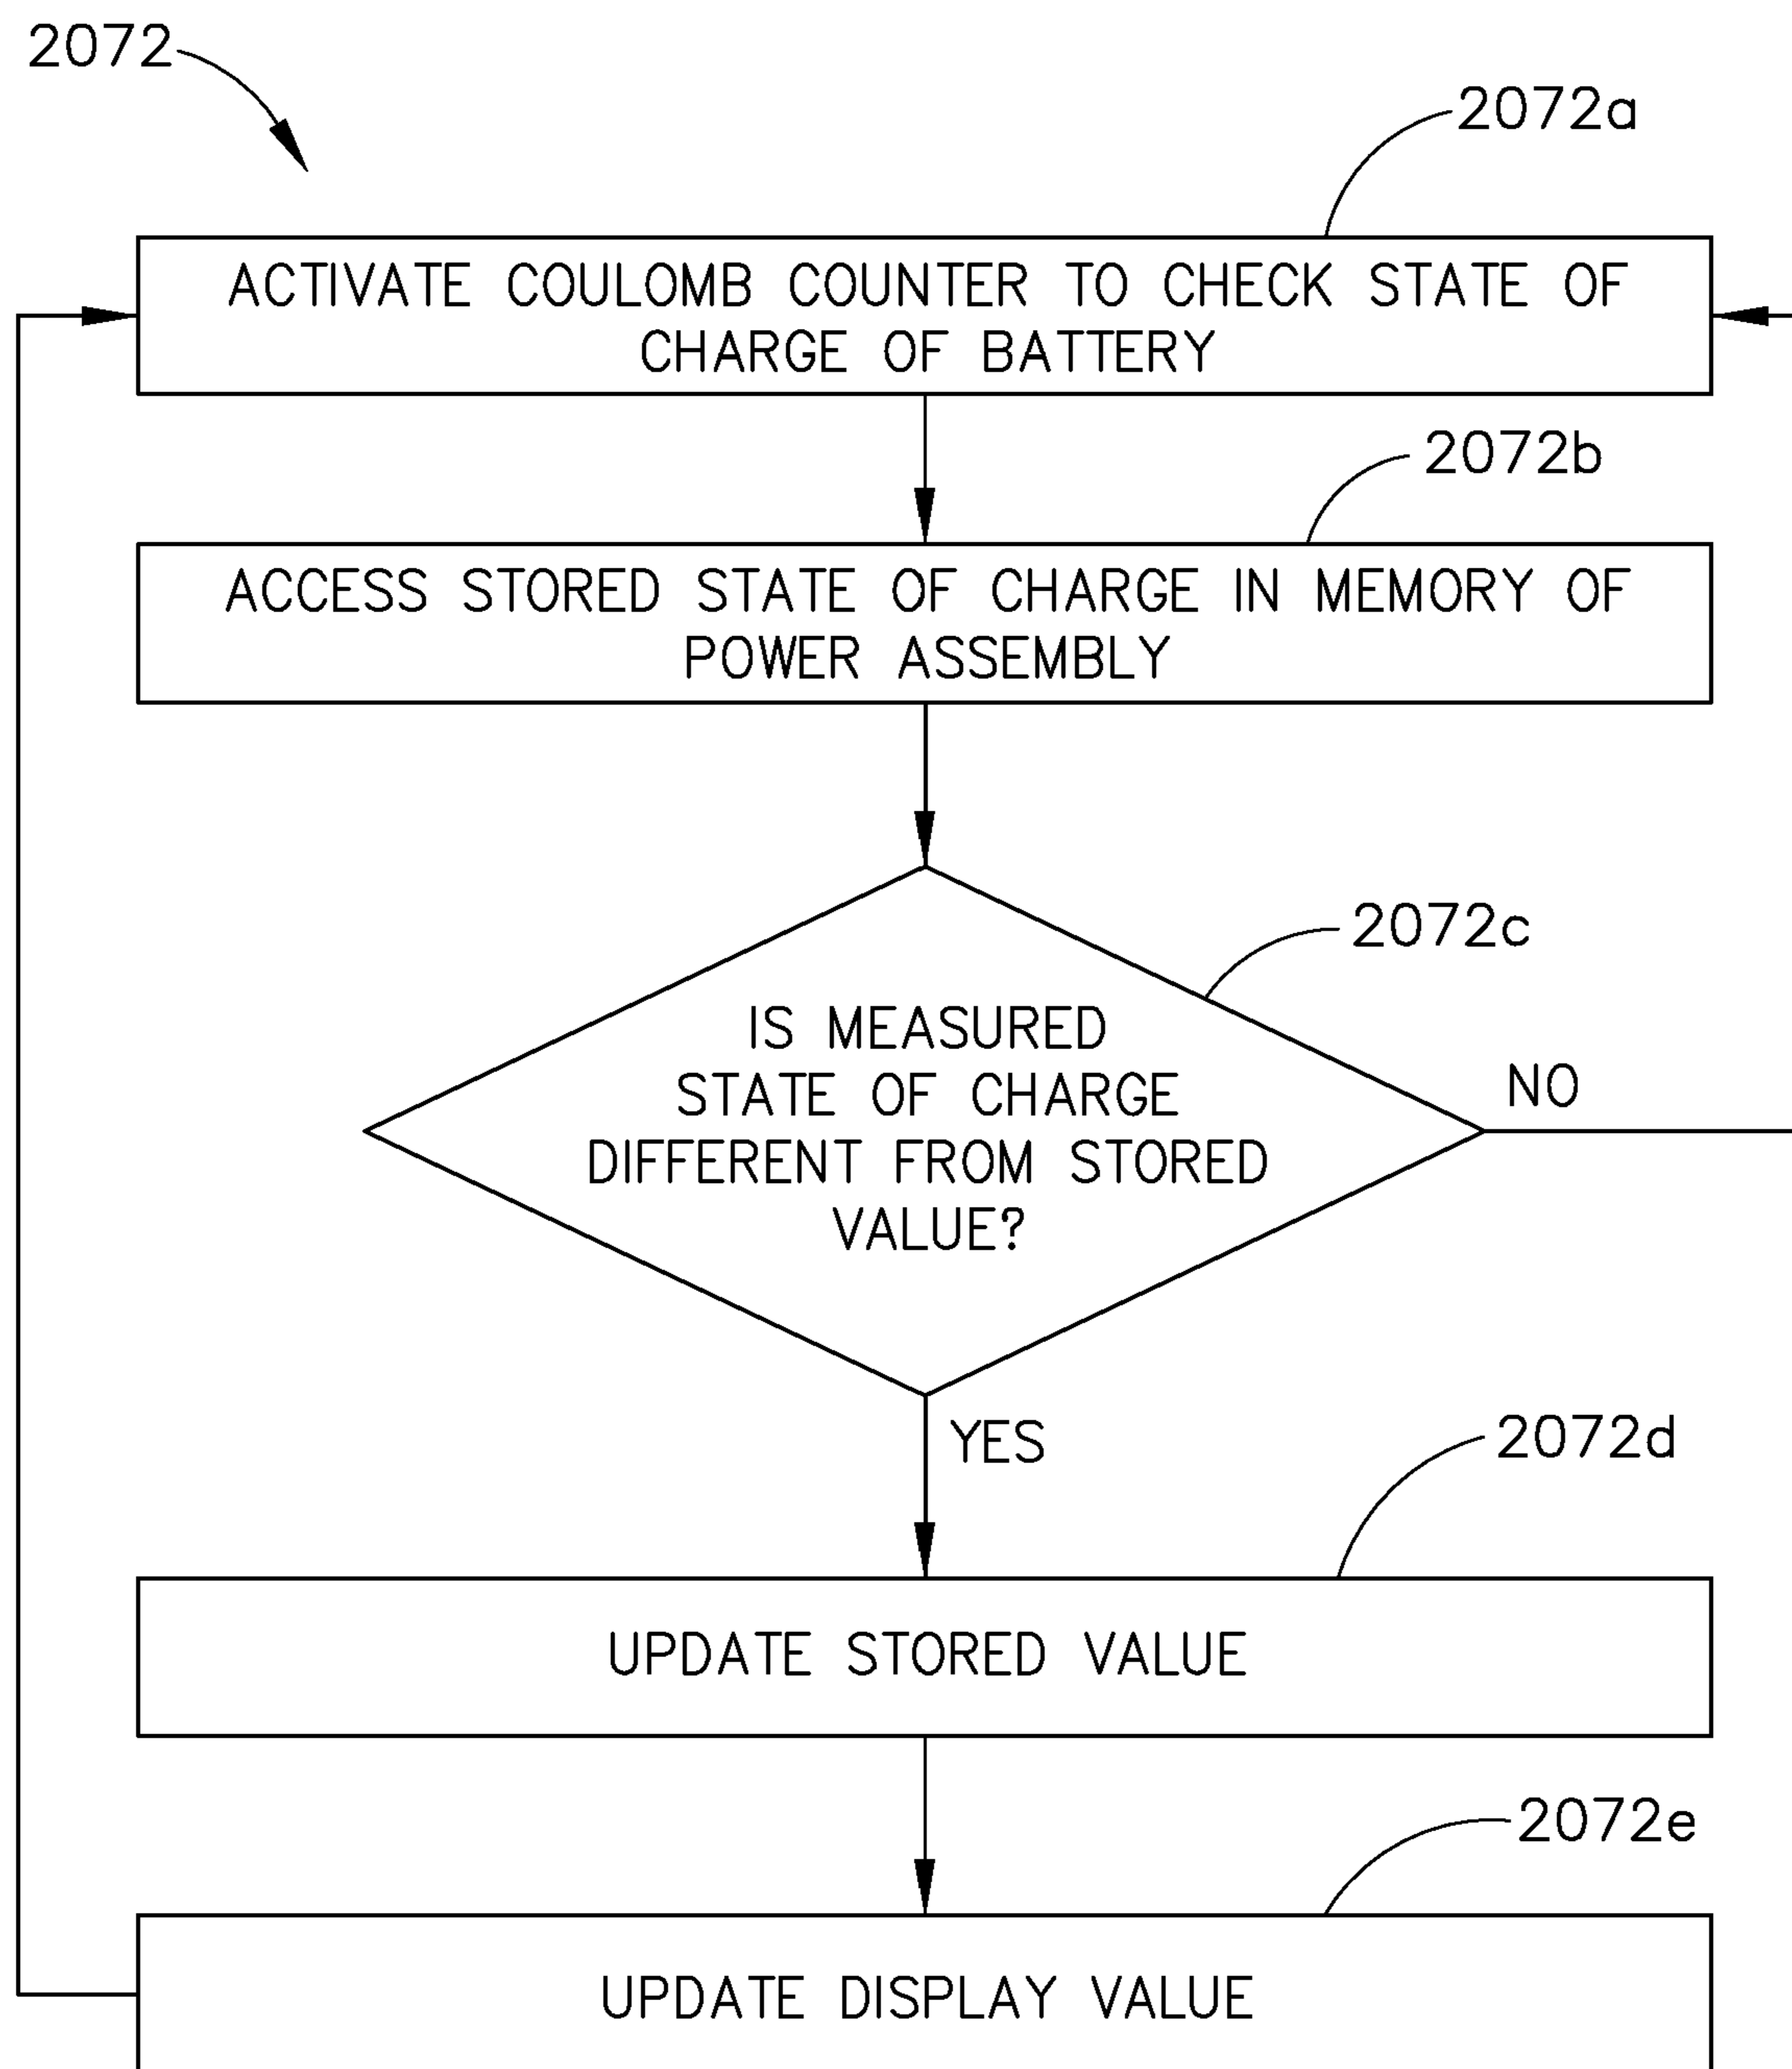 2072
2072a
ACTIVATE COULOMB COUNTER TO CHECK STATE OF
CHARGE OF BATTERY
2072b
ACCESS STORED STATE OF CHARGE IN MEMORY OF
POWER ASSEMBLY
2072c
IS MEASURED
STATE OF CHARGE
DIFFERENT FROM STORED
VALUE?
NO
YES
2072d
UPDATE STORED VALUE
2072e
UPDATE DISPLAY VALUE